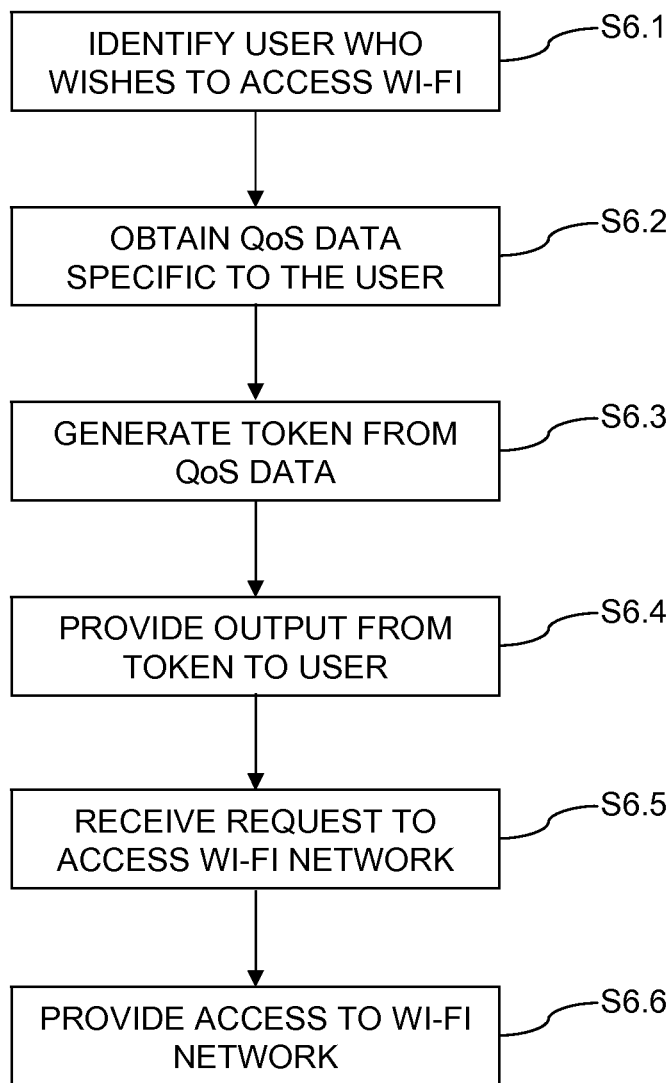 IDENTIFY USER WHO
WISHES TO ACCESS WI-FI
S6.1
OBTAIN QoS DATA
SPECIFIC TO THE USER
S6.2
GENERATE TOKEN FROM
QoS DATA
S6.3
PROVIDE OUTPUT FROM
TOKEN TO USER
S6.4
RECEIVE REQUEST TO
ACCESS WI-FI NETWORK
S6.5
PROVIDE ACCESS TO WI-FI
NETWORK
S6.6